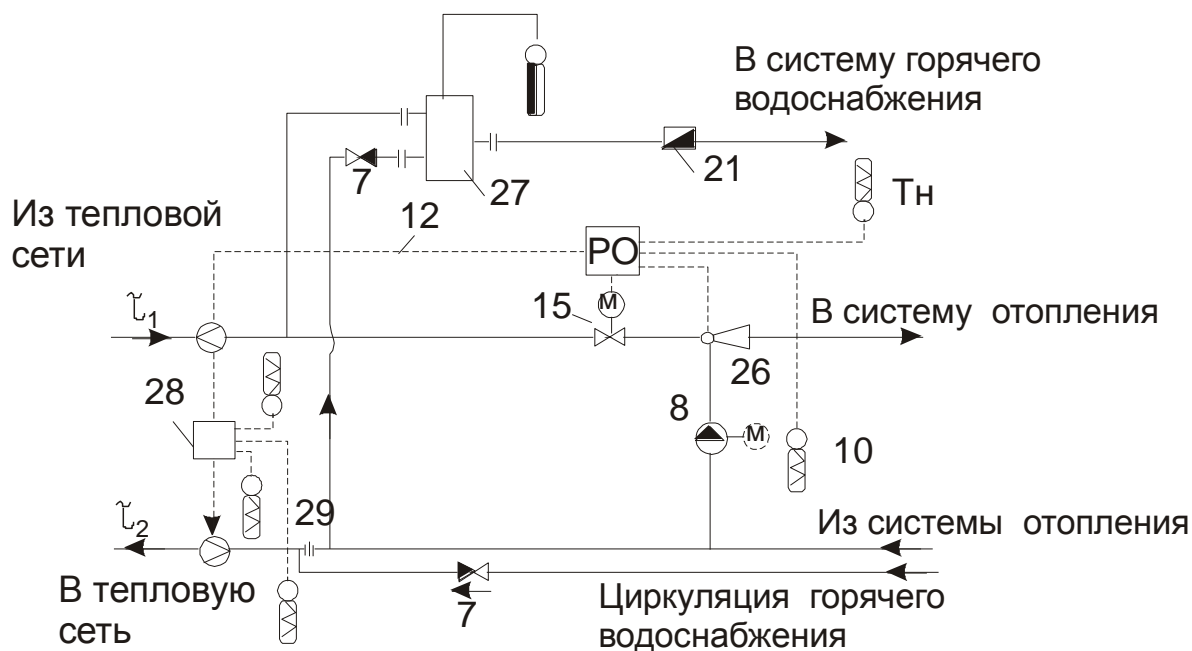 В систему горячего
водоснабжения
7
27
21
Тн
Из тепловой
сети
12
РО
М
15
τ1
В систему отопления
26
28
8
М
10
29
τ2
Из системы отопления
В тепловую
сеть
7
Циркуляция горячего
водоснабжения